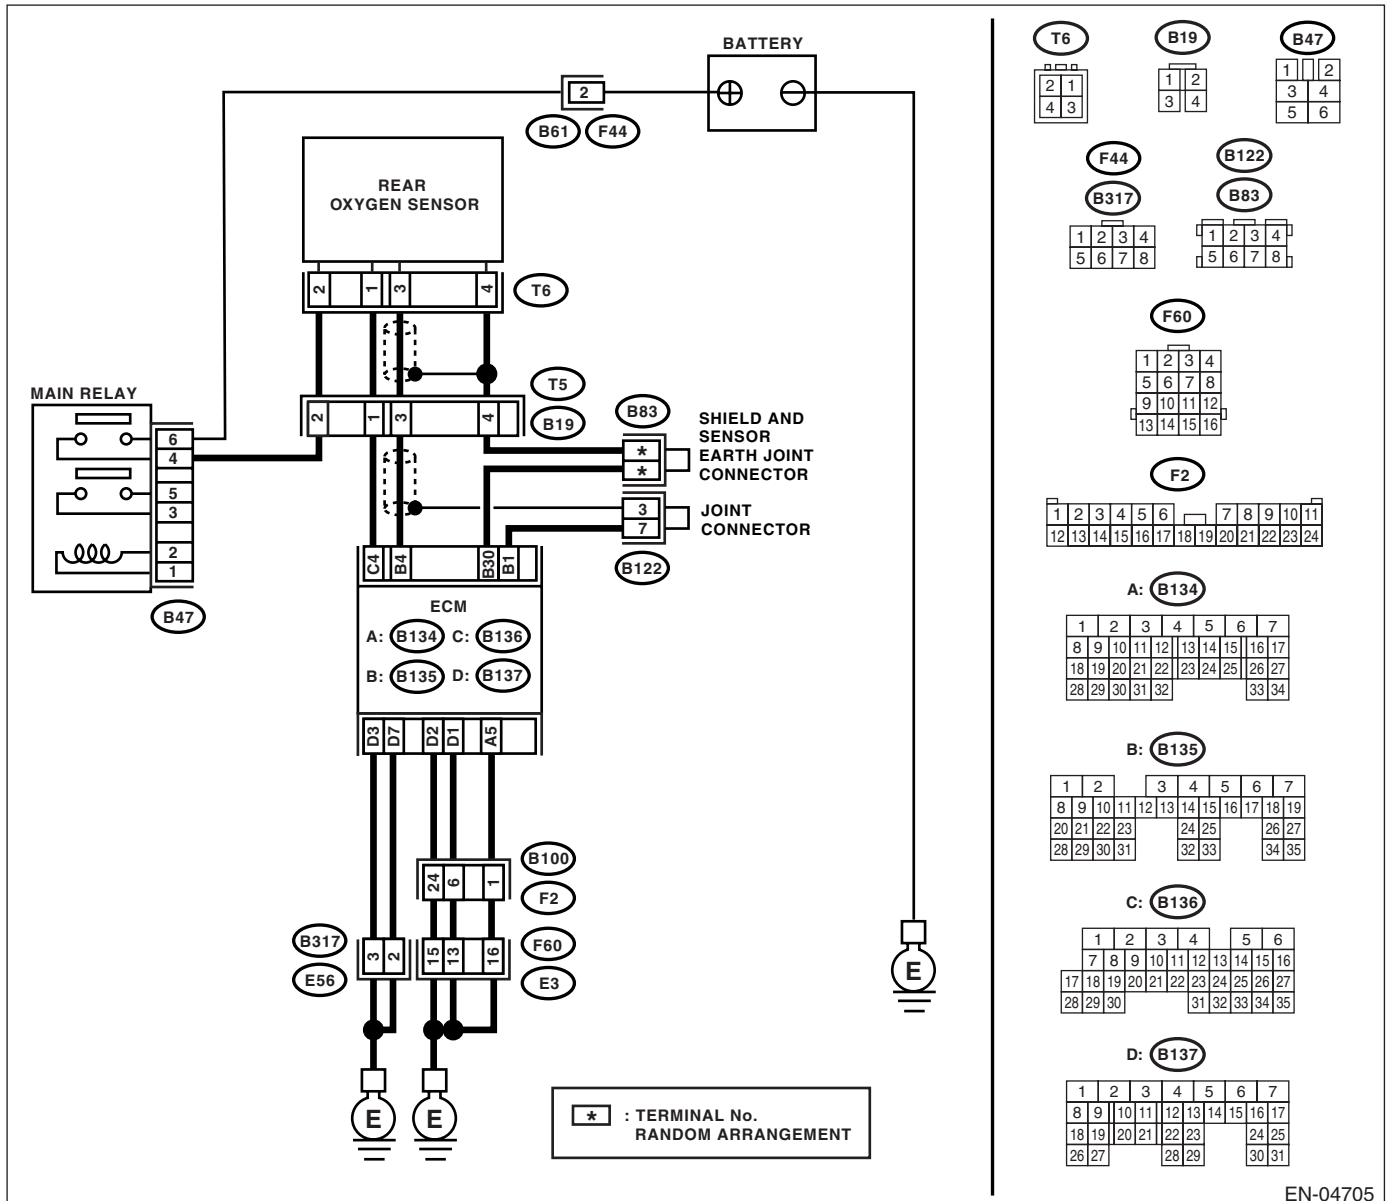 BATTERY
2
B61 F44
REAR
OXYGEN SENSOR
2 1 3 4
T6
T5
2 1 3 4
B19
MAIN RELAY
6
4
5
3
2
1
B47
B83
*
*
SHIELD AND
SENSOR
EARTH JOINT
CONNECTOR
3
7
JOINT
CONNECTOR
B122
C4 B4 B30 B1
ECM
A: B134 C: B136
B: B135 D: B137
D3 D7 D2 D1 A5
B100
24 6 1
F2
B317
3 2
E56
F60
15 13 16
E3
E
E
E
* : TERMINAL No.
RANDOM ARRANGEMENT
T6
2 1
4 3
B19
1 2
3 4
B47
1 2
3 4
5 6
F44
B317
1 2 3 4
5 6 7 8
B122
B83
1 2 3 4
5 6 7 8
F60
1 2 3 4
5 6 7 8
9 10 11 12
13 14 15 16
F2
1 2 3 4 5 6 7 8 9 10 11
12 13 14 15 16 17 18 19 20 21 22 23 24
A: B134
1 2 3 4 5 6 7
8 9 10 11 12 13 14 15 16 17
18 19 20 21 22 23 24 25 26 27
28 29 30 31 32 33 34
B: B135
1 2 3 4 5 6 7
8 9 10 11 12 13 14 15 16 17 18 19
20 21 22 23 24 25 26 27
28 29 30 31 32 33 34 35
C: B136
1 2 3 4 5 6
7 8 9 10 11 12 13 14 15 16
17 18 19 20 21 22 23 24 25 26 27
28 29 30 31 32 33 34 35
D: B137
1 2 3 4 5 6 7
8 9 10 11 12 13 14 15 16 17
18 19 20 21 22 23 24 25
26 27 28 29 30 31
EN-04705